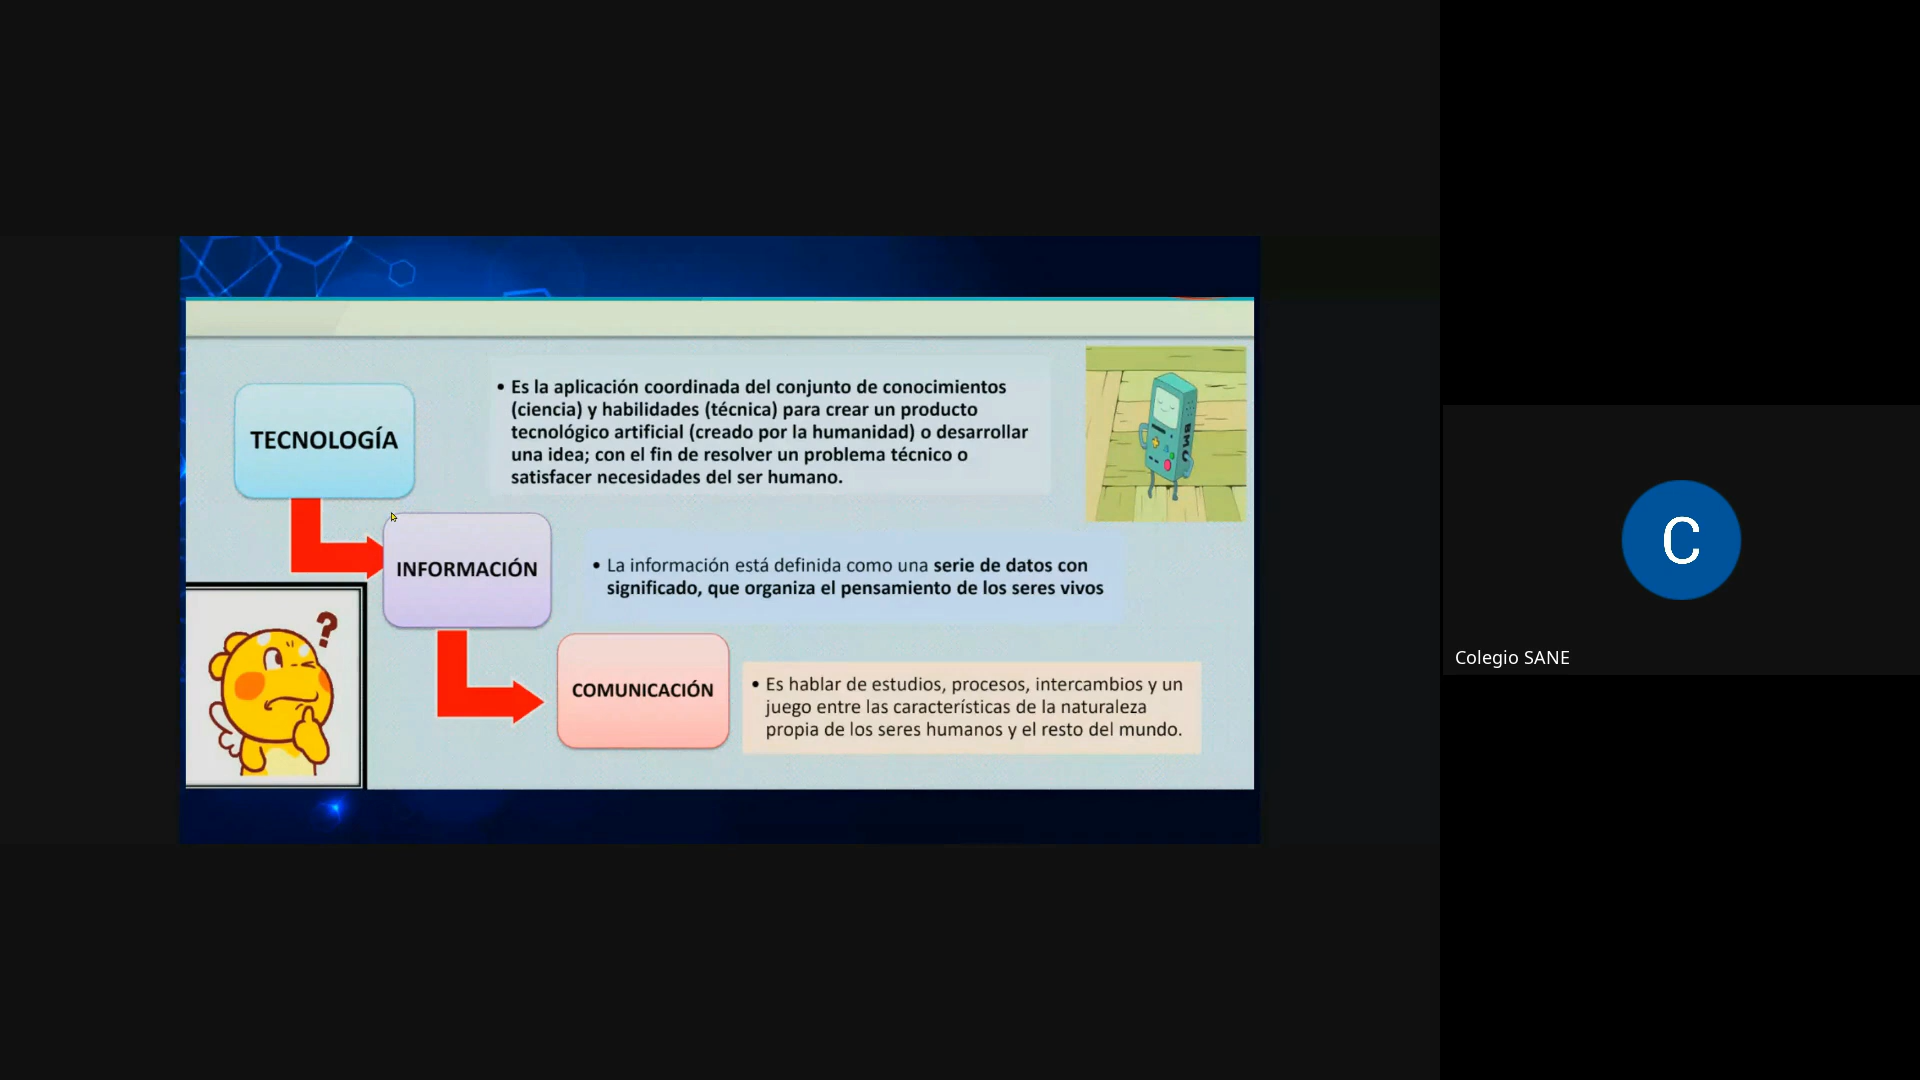 TECNOLOGÍA
• Es la aplicación coordinada del conjunto de conocimientos
(ciencia) y habilidades (técnica) para crear un producto
tecnológico artificial (creado por la humanidad) o desarrollar
una idea; con el fin de resolver un problema técnico o
satisfacer necesidades del ser humano.
BMO
INFORMACIÓN
• La información está definida como una serie de datos con
significado, que organiza el pensamiento de los seres vivos
?
COMUNICACIÓN
• Es hablar de estudios, procesos, intercambios y un
juego entre las características de la naturaleza
propia de los seres humanos y el resto del mundo.
C
Colegio SANE